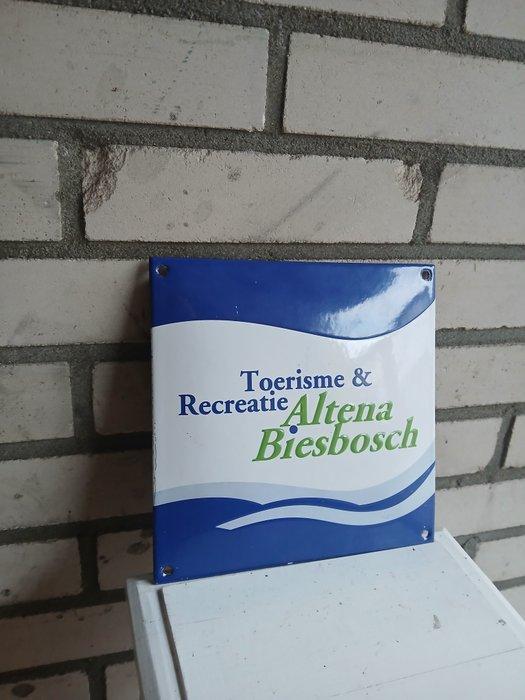 Toerisme &
Recreatie Altena
Biesbosch